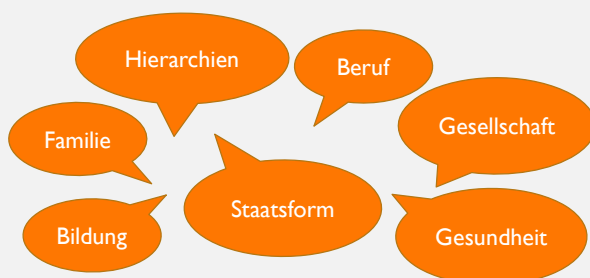 Hierarchien
Beruf
Familie
Gesellschaft
Staatsform
Bildung
Gesundheit